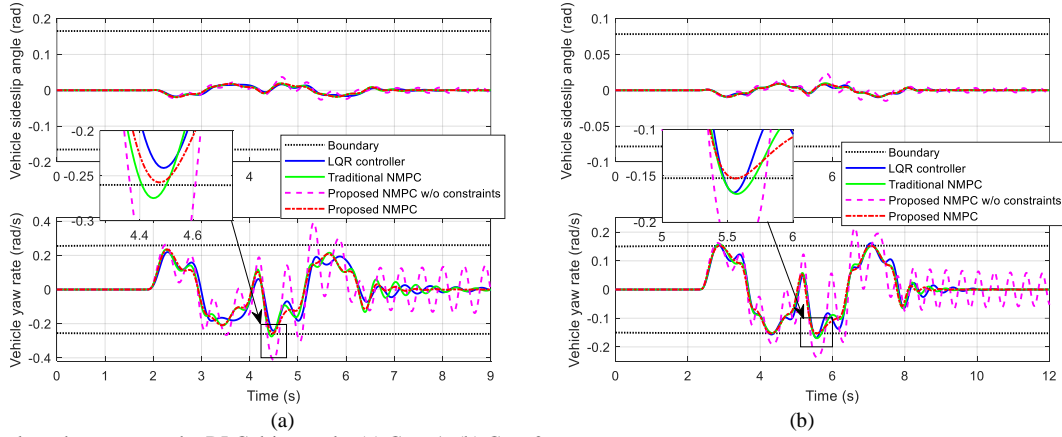 Vehicle sideslip angle (rad)
0.2
0.1
0
-0.1
-0.2
0
4
-0.2
-0.25
-0.3
4.4
4.6
Boundary
LQR controller
Traditional NMPC
Proposed NMPC w/o constraints
Proposed NMPC
Vehicle yaw rate (rad/s)
0.4
0.2
0
-0.2
-0.4
0
1
2
3
4
5
6
7
8
9
Time (s)
(a)
Vehicle sideslip angle (rad)
0.1
0.05
0
-0.05
-0.1
0
6
-0.1
-0.15
-0.2
5
5.5
6
Boundary
LQR controller
Traditional NMPC
Proposed NMPC w/o constraints
Proposed NMPC
Vehicle yaw rate (rad/s)
0.2
0.1
0
-0.1
-0.2
0
2
4
6
8
10
12
Time (s)
(b)